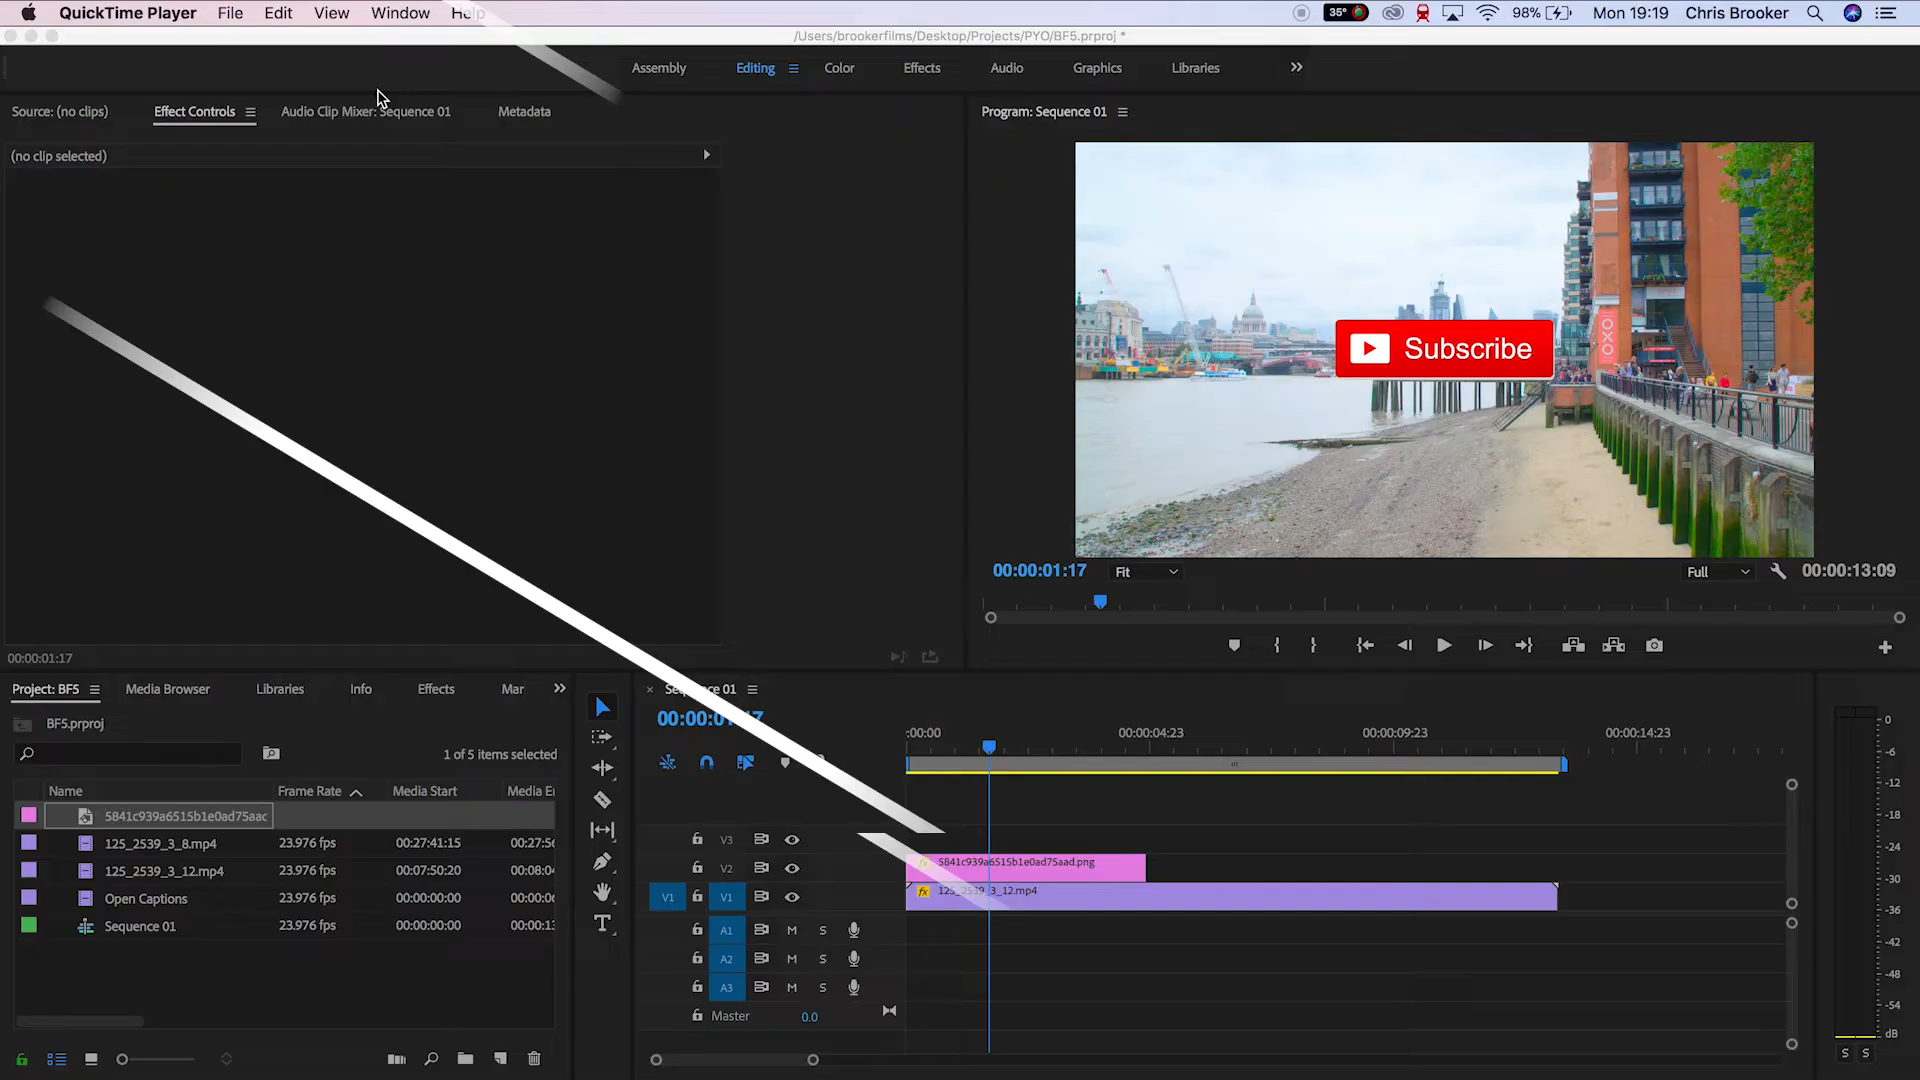 QuickTime Player File Edit View Window Help
35° 98% Mon 19:19 Chris Brooker
/Users/brookerfilms/Desktop/Projects/PYO/BF5.prproj *
Assembly Editing Color Effects Audio Graphics Libraries
Source: (no clips) Effect Controls Audio Clip Mixer: Sequence 01 Metadata
Program: Sequence 01
(no clip selected)
OXO
Subscribe
00:00:01:17 Fit Full 00:00:13:09
00:00:01:17
Project: BF5 Media Browser Libraries Info Effects Mar
Sequence 01
BF5.prproj
1 of 5 items selected
:00:00 00:00:04:23 00:00:09:23 00:00:14:23
Name Frame Rate Media Start Media E
5841c939a6515b1e0ad75aac
125_2539_3_8.mp4 23.976 fps 00:27:41:15 00:27:56
125_2539_3_12.mp4 23.976 fps 00:07:50:20 00:08:04
Open Captions 23.976 fps 00:00:00:00 00:00:06
Sequence 01 23.976 fps 00:00:00:00 00:00:13
V3
V2 fx 5841c939a6515b1e0ad75aad.png
V1 V1 fx 125_2539_3_12.mp4
A1 M S
A2 M S
A3 M S
Master 0.0
0
-6
-12
-18
-24
-30
-36
-42
-48
-54
dB
S S